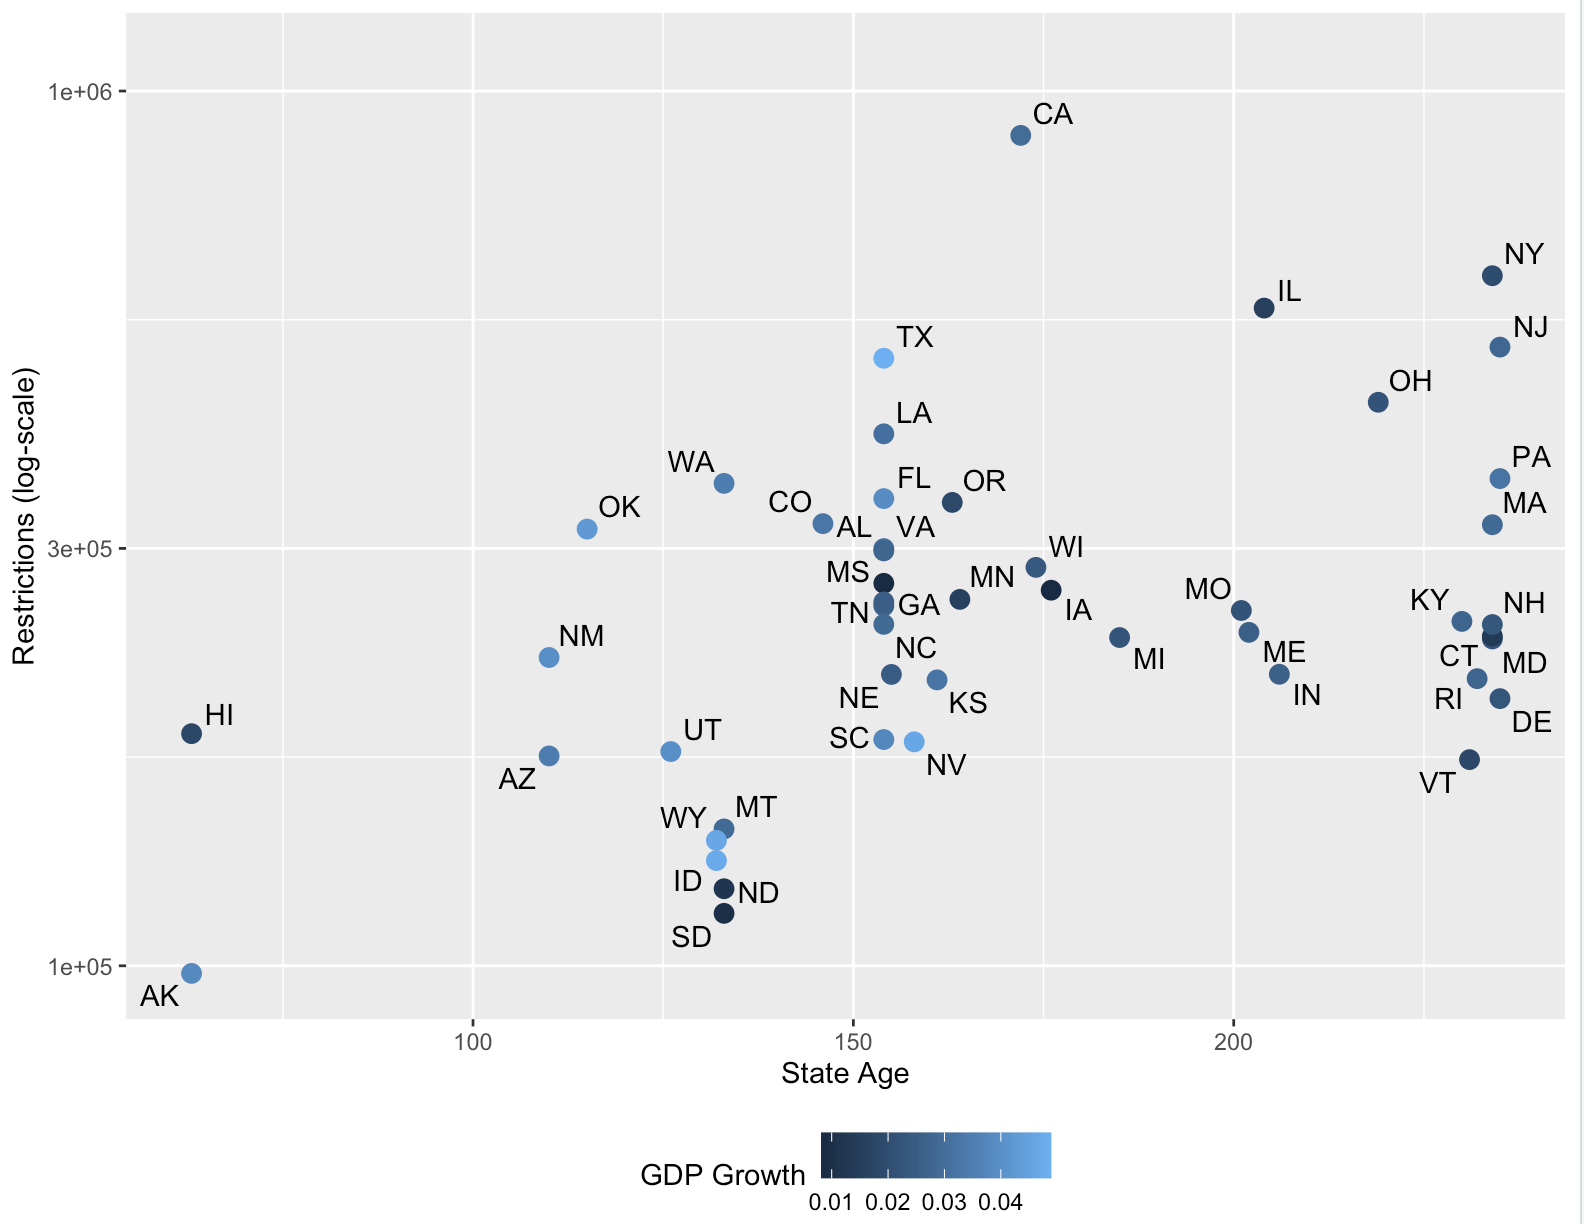 1e+06
CA
NY
IL
NJ
TX
OH
LA
PA
WA
FL
OR
MA
CO
OK
AL
VA
3e+05
WI
MS
MN
MO
KY
NH
TN
GA
IA
NM
NC
MI
ME
CT
MD
NE
KS
IN
RI
HI
DE
UT
SC
AZ
NV
VT
WY
MT
ID
ND
SD
1e+05
AK
Restrictions (log-scale)
100
150
200
State Age
GDP Growth
0.01 0.02 0.03 0.04